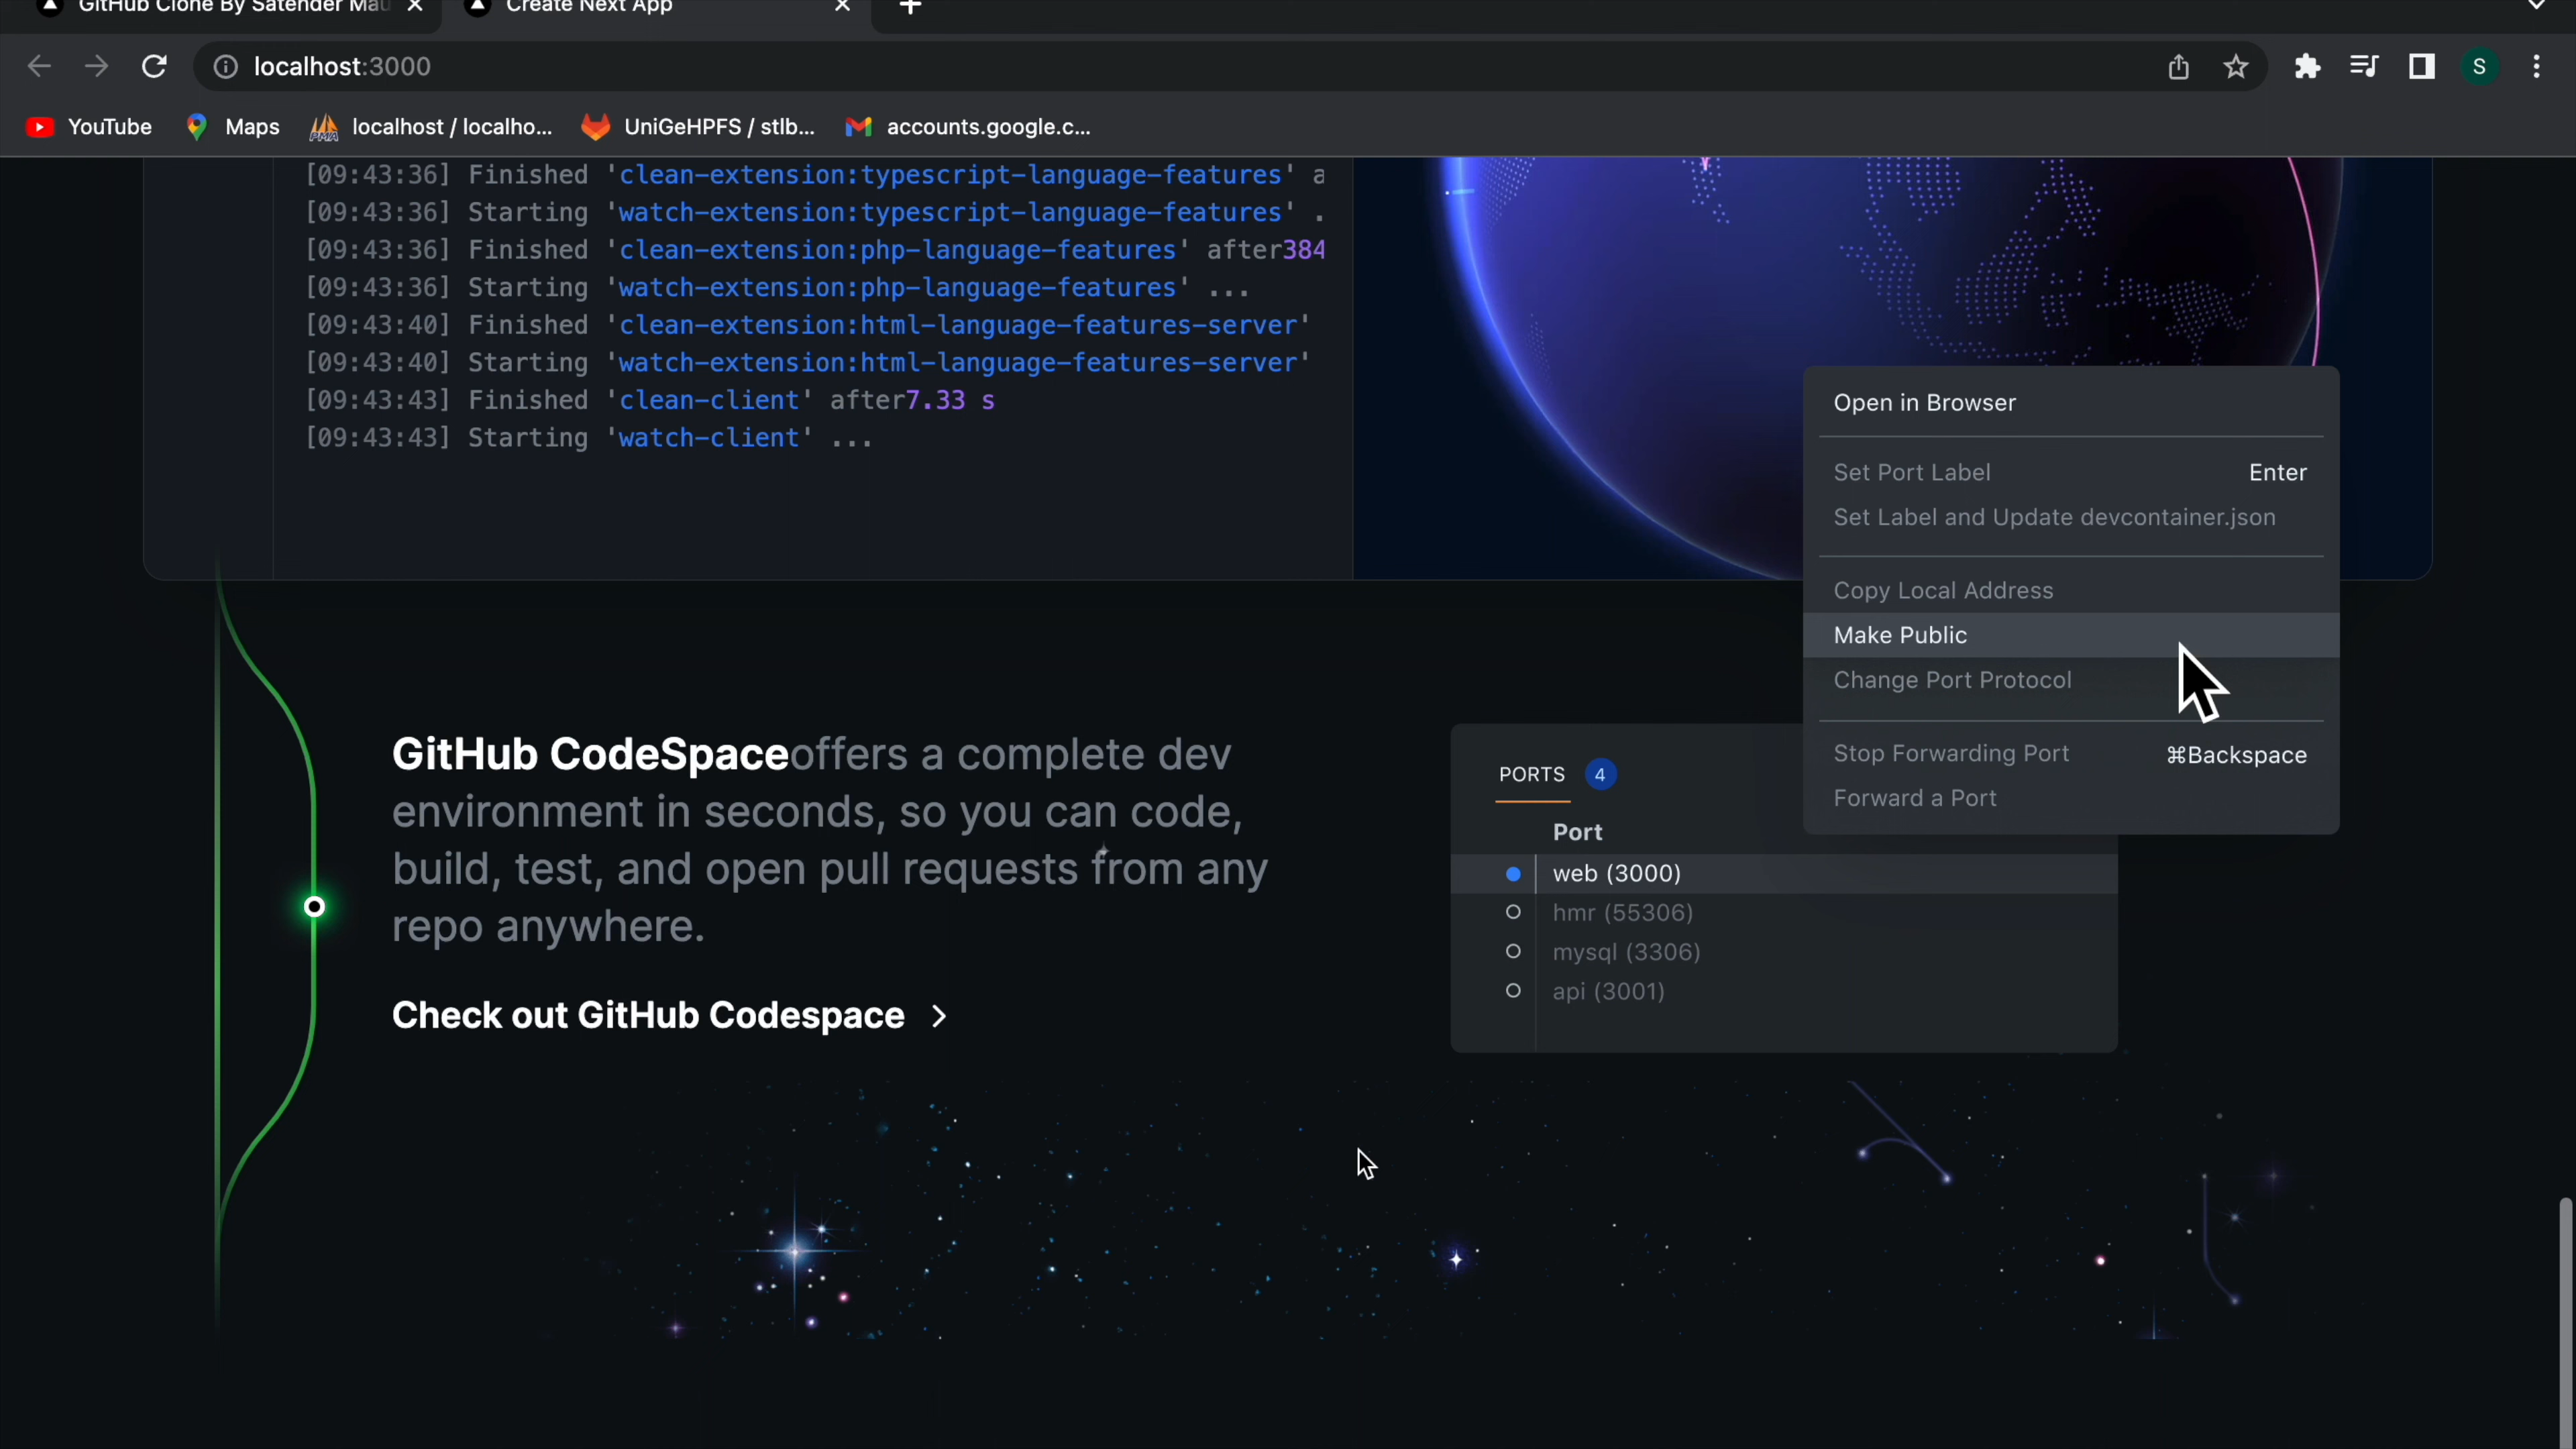 GitHub Clone By Satender Mau
Create Next App
localhost:3000
S
YouTube
Maps
localhost / localho...
UniGeHPFS / stlb...
accounts.google.c...
[09:43:36] Finished 'clean-extension:typescript-language-features' a
[09:43:36] Starting 'watch-extension:typescript-language-features' .
[09:43:36] Finished 'clean-extension:php-language-features' after384
[09:43:36] Starting 'watch-extension:php-language-features' ...
[09:43:40] Finished 'clean-extension:html-language-features-server'
[09:43:40] Starting 'watch-extension:html-language-features-server'
[09:43:43] Finished 'clean-client' after7.33 s
[09:43:43] Starting 'watch-client' ...
Open in Browser
Set Port Label Enter
Set Label and Update devcontainer.json
Copy Local Address
Make Public
Change Port Protocol
Stop Forwarding Port ⌘Backspace
Forward a Port
GitHub CodeSpaceoffers a complete dev
environment in seconds, so you can code,
build, test, and open pull requests from any
repo anywhere.
Check out GitHub Codespace
PORTS 4
Port
web (3000)
hmr (55306)
mysql (3306)
api (3001)